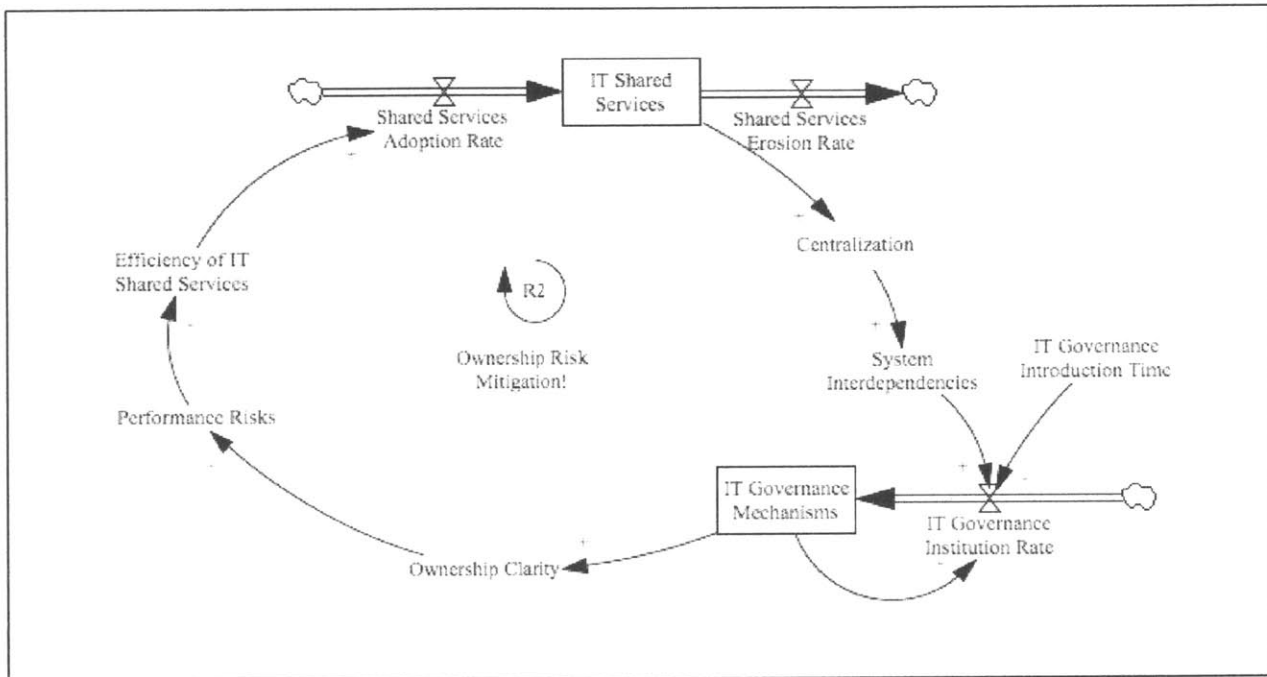 IT Shared
Services
Shared Services
Adoption Rate
Shared Services
Erosion Rate
+
+
Centralization
Efficiency of IT
Shared Services
R2
-
+
Ownership Risk
Mitigation!
System
Interdependencies
IT Governance
Introduction Time
Performance Risks
-
+
-
IT Governance
Mechanisms
IT Governance
Institution Rate
+
-
Ownership Clarity